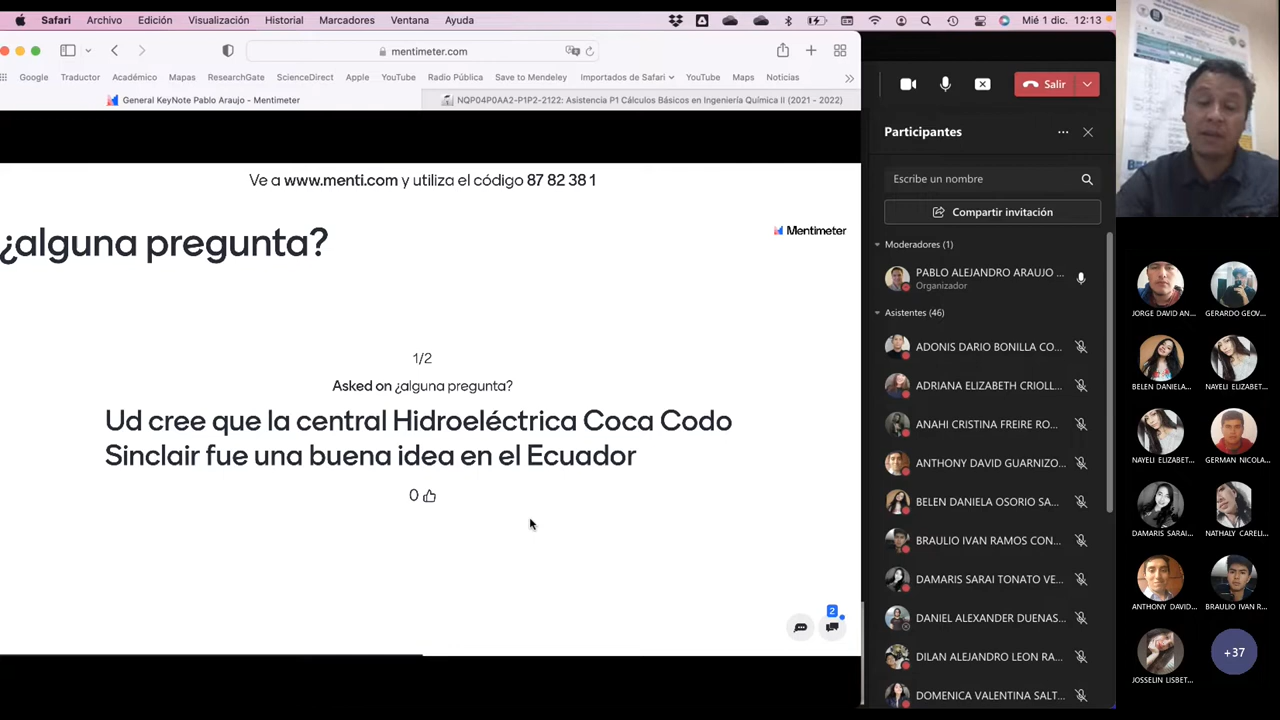 Safari Archivo Edición Visualización Historial Marcadores Ventana Ayuda
Mié 1 dic. 12:13
mentimeter.com
Google Traductor Académico Mapas ResearchGate ScienceDirect Apple YouTube Radio Pública Save to Mendeley Importados de Safari YouTube Maps Noticias
General KeyNote Pablo Araujo - Mentimeter
NQP04P0AA2-P1P2-2122: Asistencia P1 Cálculos Básicos en Ingeniería Química II (2021 - 2022)
Ve a www.menti.com y utiliza el código 87 82 38 1
¿alguna pregunta?
Mentimeter
1/2
Asked on ¿alguna pregunta?
Ud cree que la central Hidroeléctrica Coca Codo
Sinclair fue una buena idea en el Ecuador
0
2
Salir
Participantes
Escribe un nombre
Compartir invitación
Moderadores (1)
PABLO ALEJANDRO ARAUJO ...
Organizador
Asistentes (46)
ADONIS DARIO BONILLA CO...
ADRIANA ELIZABETH CRIOLL...
ANAHI CRISTINA FREIRE RO...
ANTHONY DAVID GUARNIZO...
BELEN DANIELA OSORIO SA...
BRAULIO IVAN RAMOS CON...
DAMARIS SARAI TONATO VE...
DANIEL ALEXANDER DUENAS...
DILAN ALEJANDRO LEON RA...
DOMENICA VALENTINA SALT...
JORGE DAVID AN...
GERARDO GEOV...
BELEN DANIELA...
NAYELI ELIZABET...
NAYELI ELIZABET...
GERMAN NICOLA...
DAMARIS SARAI...
NATHALY CARELI...
ANTHONY DAVID...
BRAULIO IVAN R...
JOSSELIN LISBET...
+37